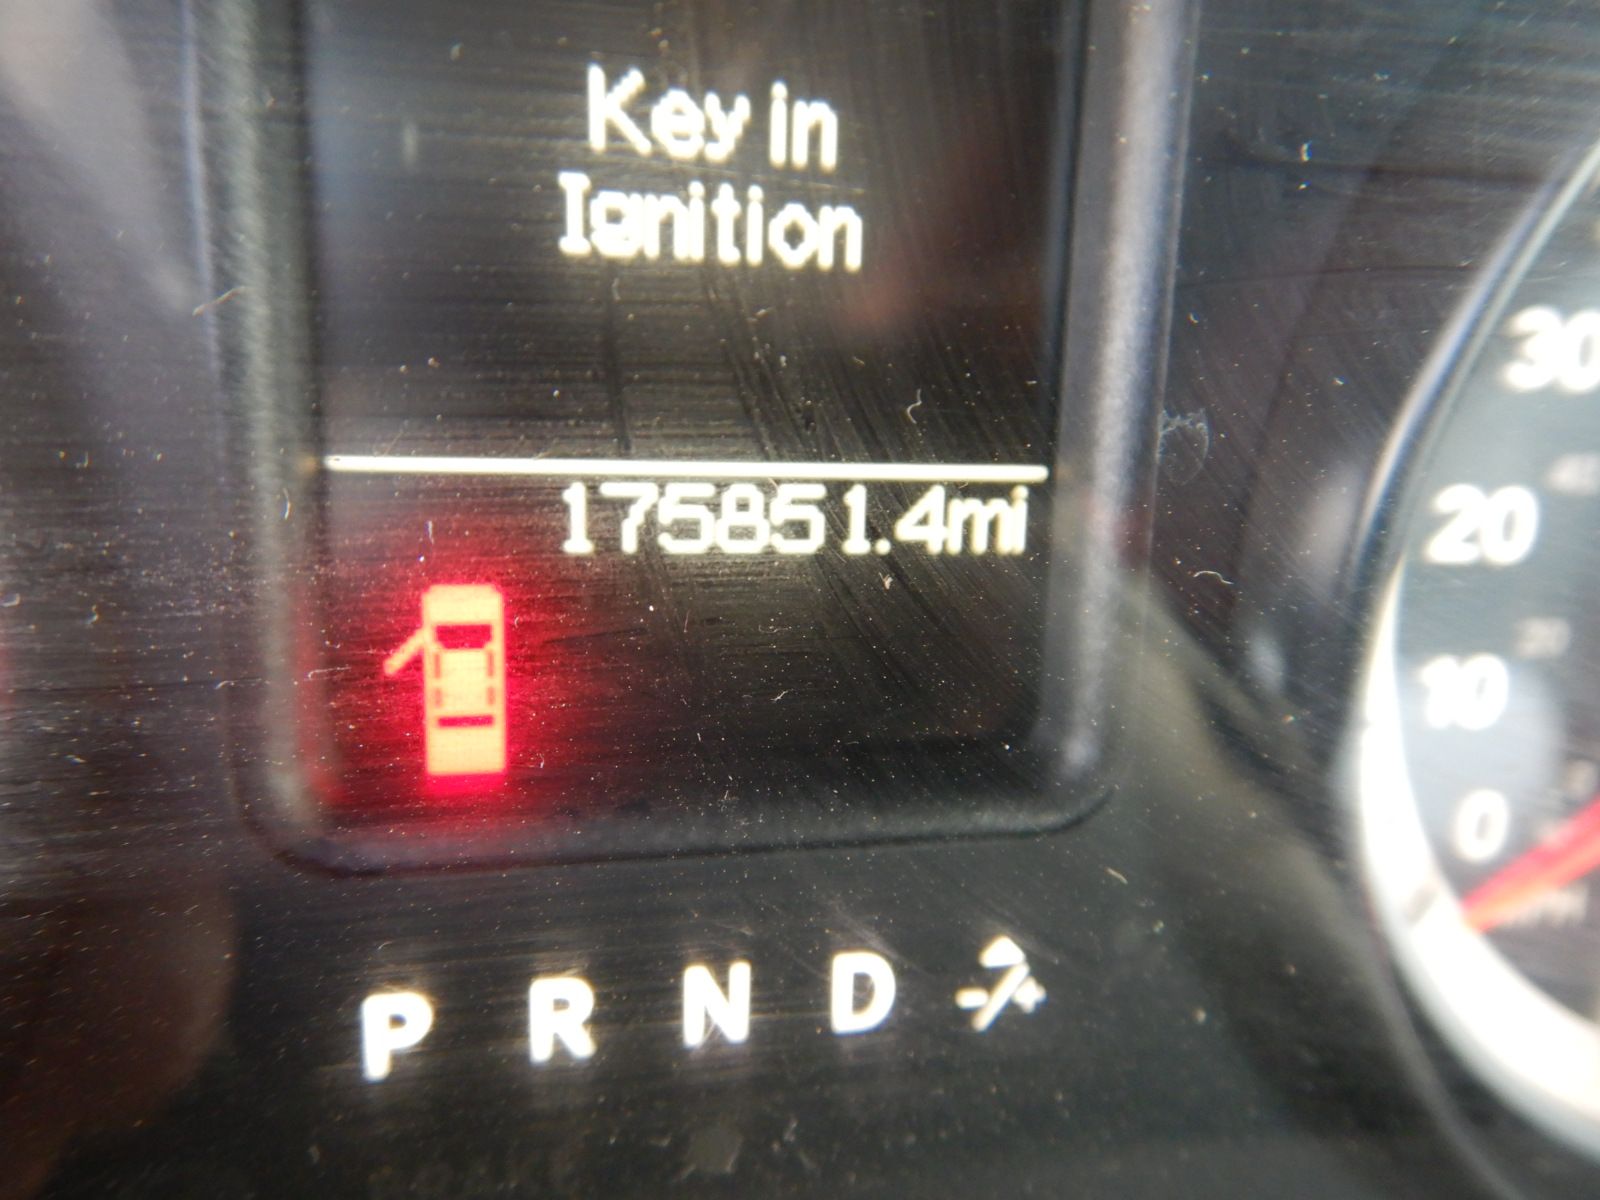 Key in
Ignition
175851.4mi
30
20
10
0
P R N D -/+